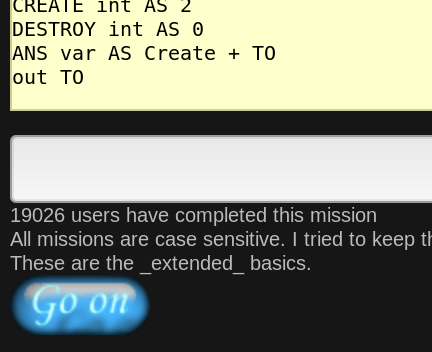 CREATE int AS 2
DESTROY int AS 0
ANS var AS Create + TO
out TO
19026 users have completed this mission
All missions are case sensitive. I tried to keep
These are the _extended_ basics.
Go on